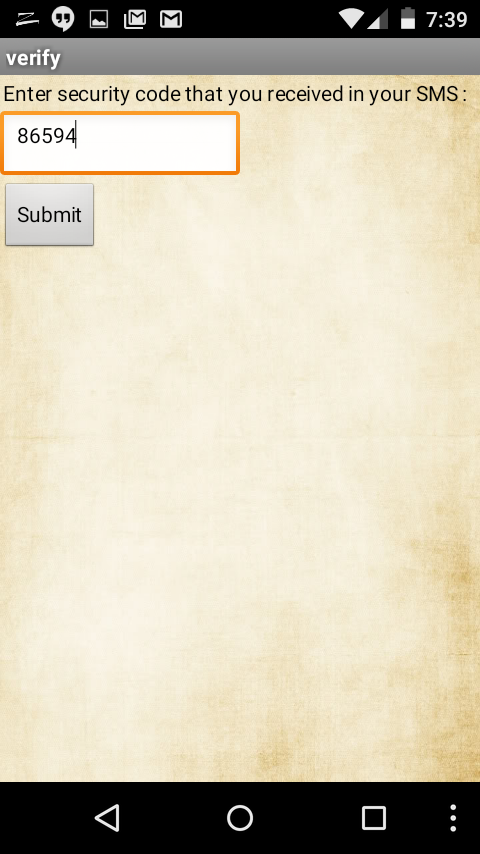 7:39
verify
Enter security code that you received in your SMS :
86594
Submit